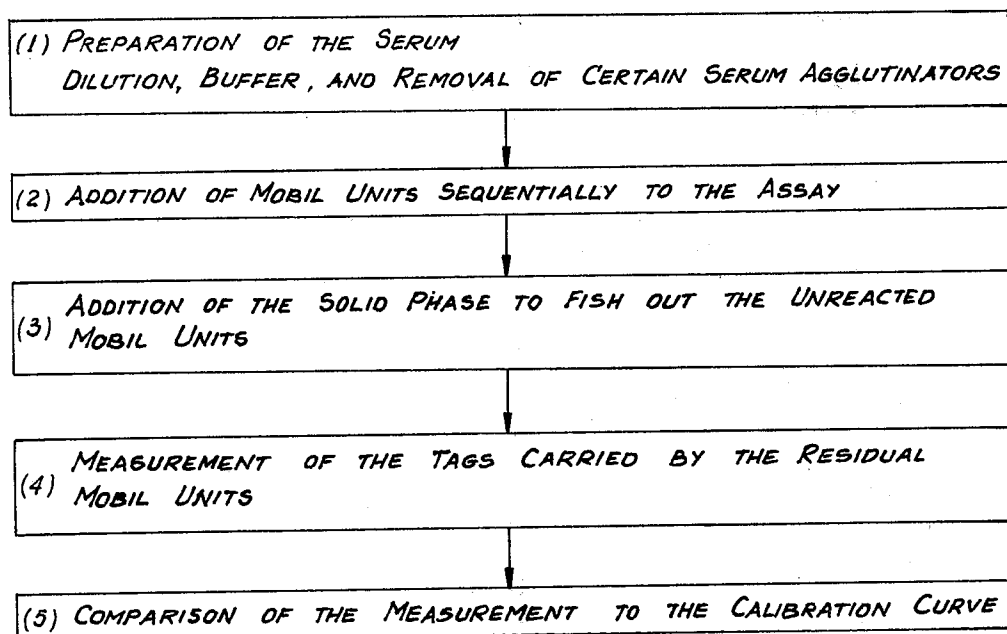 (1) PREPARATION OF THE SERUM
DILUTION, BUFFER, AND REMOVAL OF CERTAIN SERUM AGGLUTINATORS
(2) ADDITION OF MOBIL UNITS SEQUENTIALLY TO THE ASSAY
(3) ADDITION OF THE SOLID PHASE TO FISH OUT THE UNREACTED
MOBIL UNITS
(4) MEASUREMENT OF THE TAGS CARRIED BY THE RESIDUAL
MOBIL UNITS
(5) COMPARISON OF THE MEASUREMENT TO THE CALIBRATION CURVE